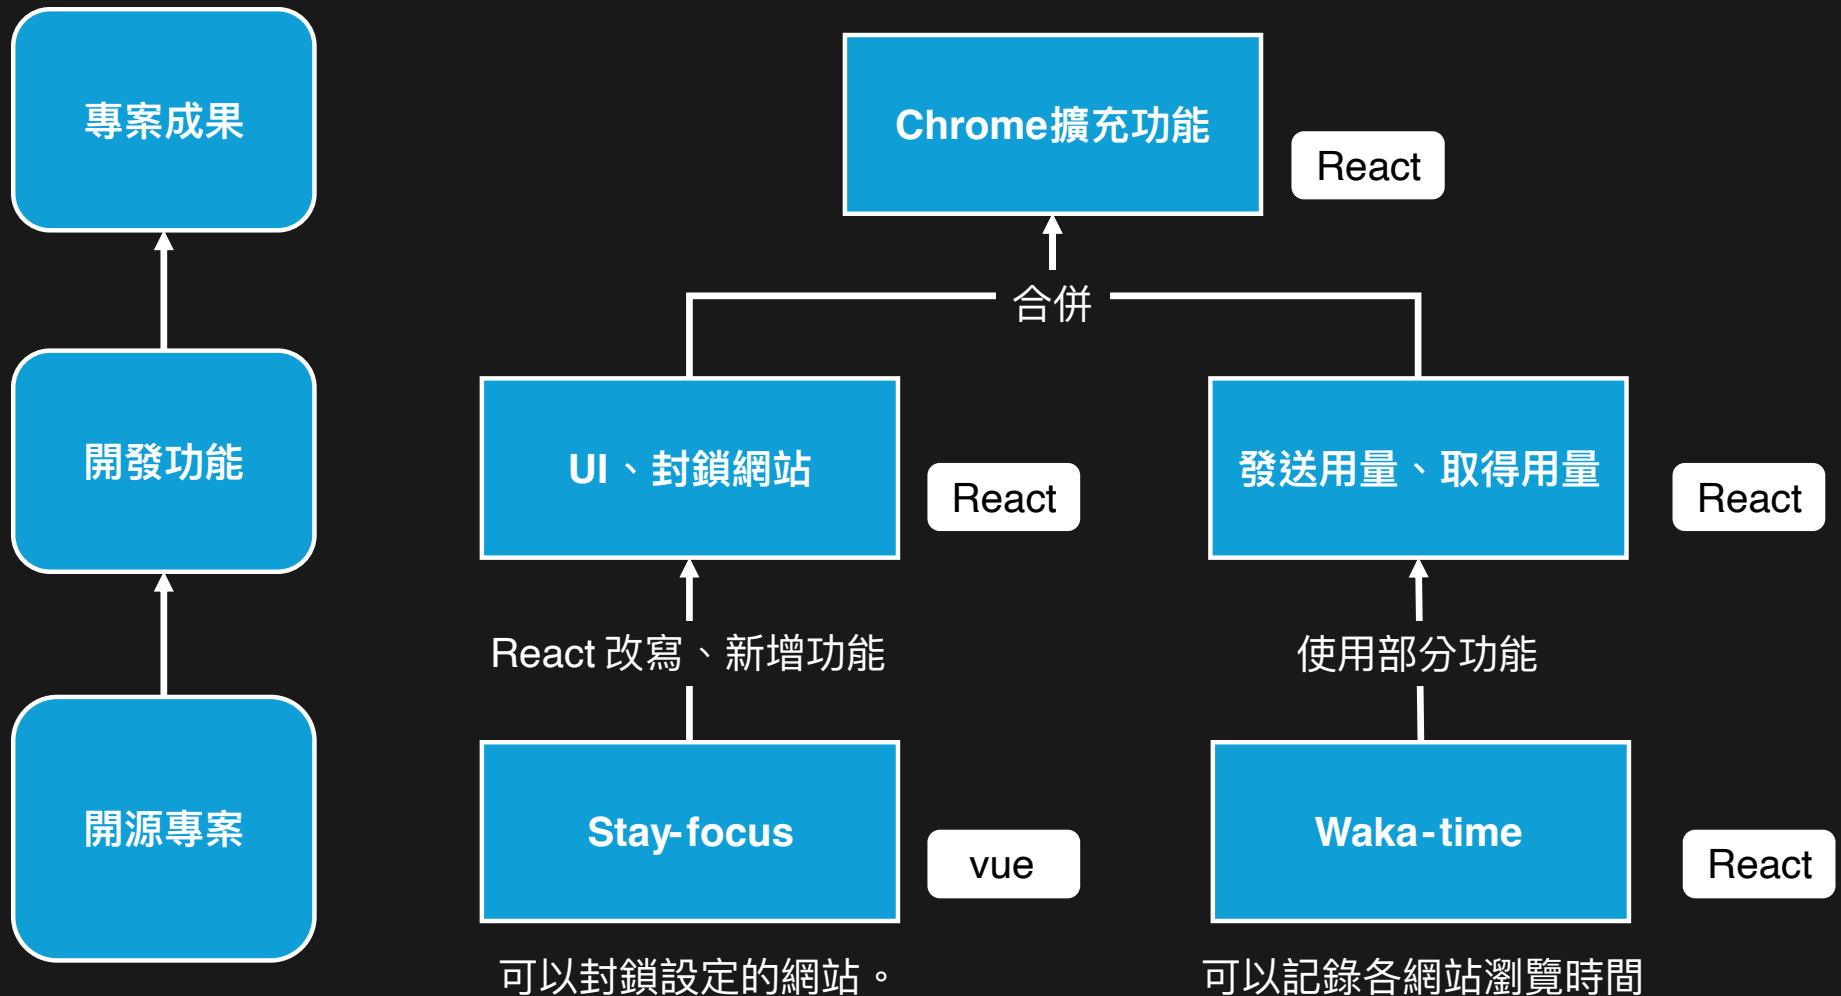 專案成果
Chrome擴充功能
React
合併
開發功能
UI、封鎖網站
React
發送用量、取得用量
React
React 改寫、新增功能
使用部分功能
開源專案
Stay-focus
vue
Waka-time
React
可以封鎖設定的網站。
可以記錄各網站瀏覽時間